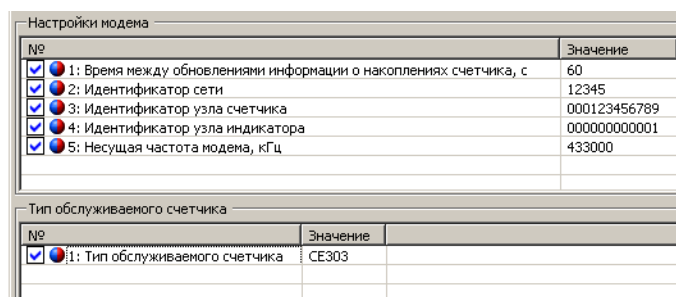 Настройки модема
№ Значение
1: Время между обновлениями информации о накоплениях счетчика, с 60
2: Идентификатор сети 12345
3: Идентификатор узла счетчика 000123456789
4: Идентификатор узла индикатора 000000000001
5: Несущая частота модема, кГц 433000
Тип обслуживаемого счетчика
№ Значение
1: Тип обслуживаемого счетчика CE303